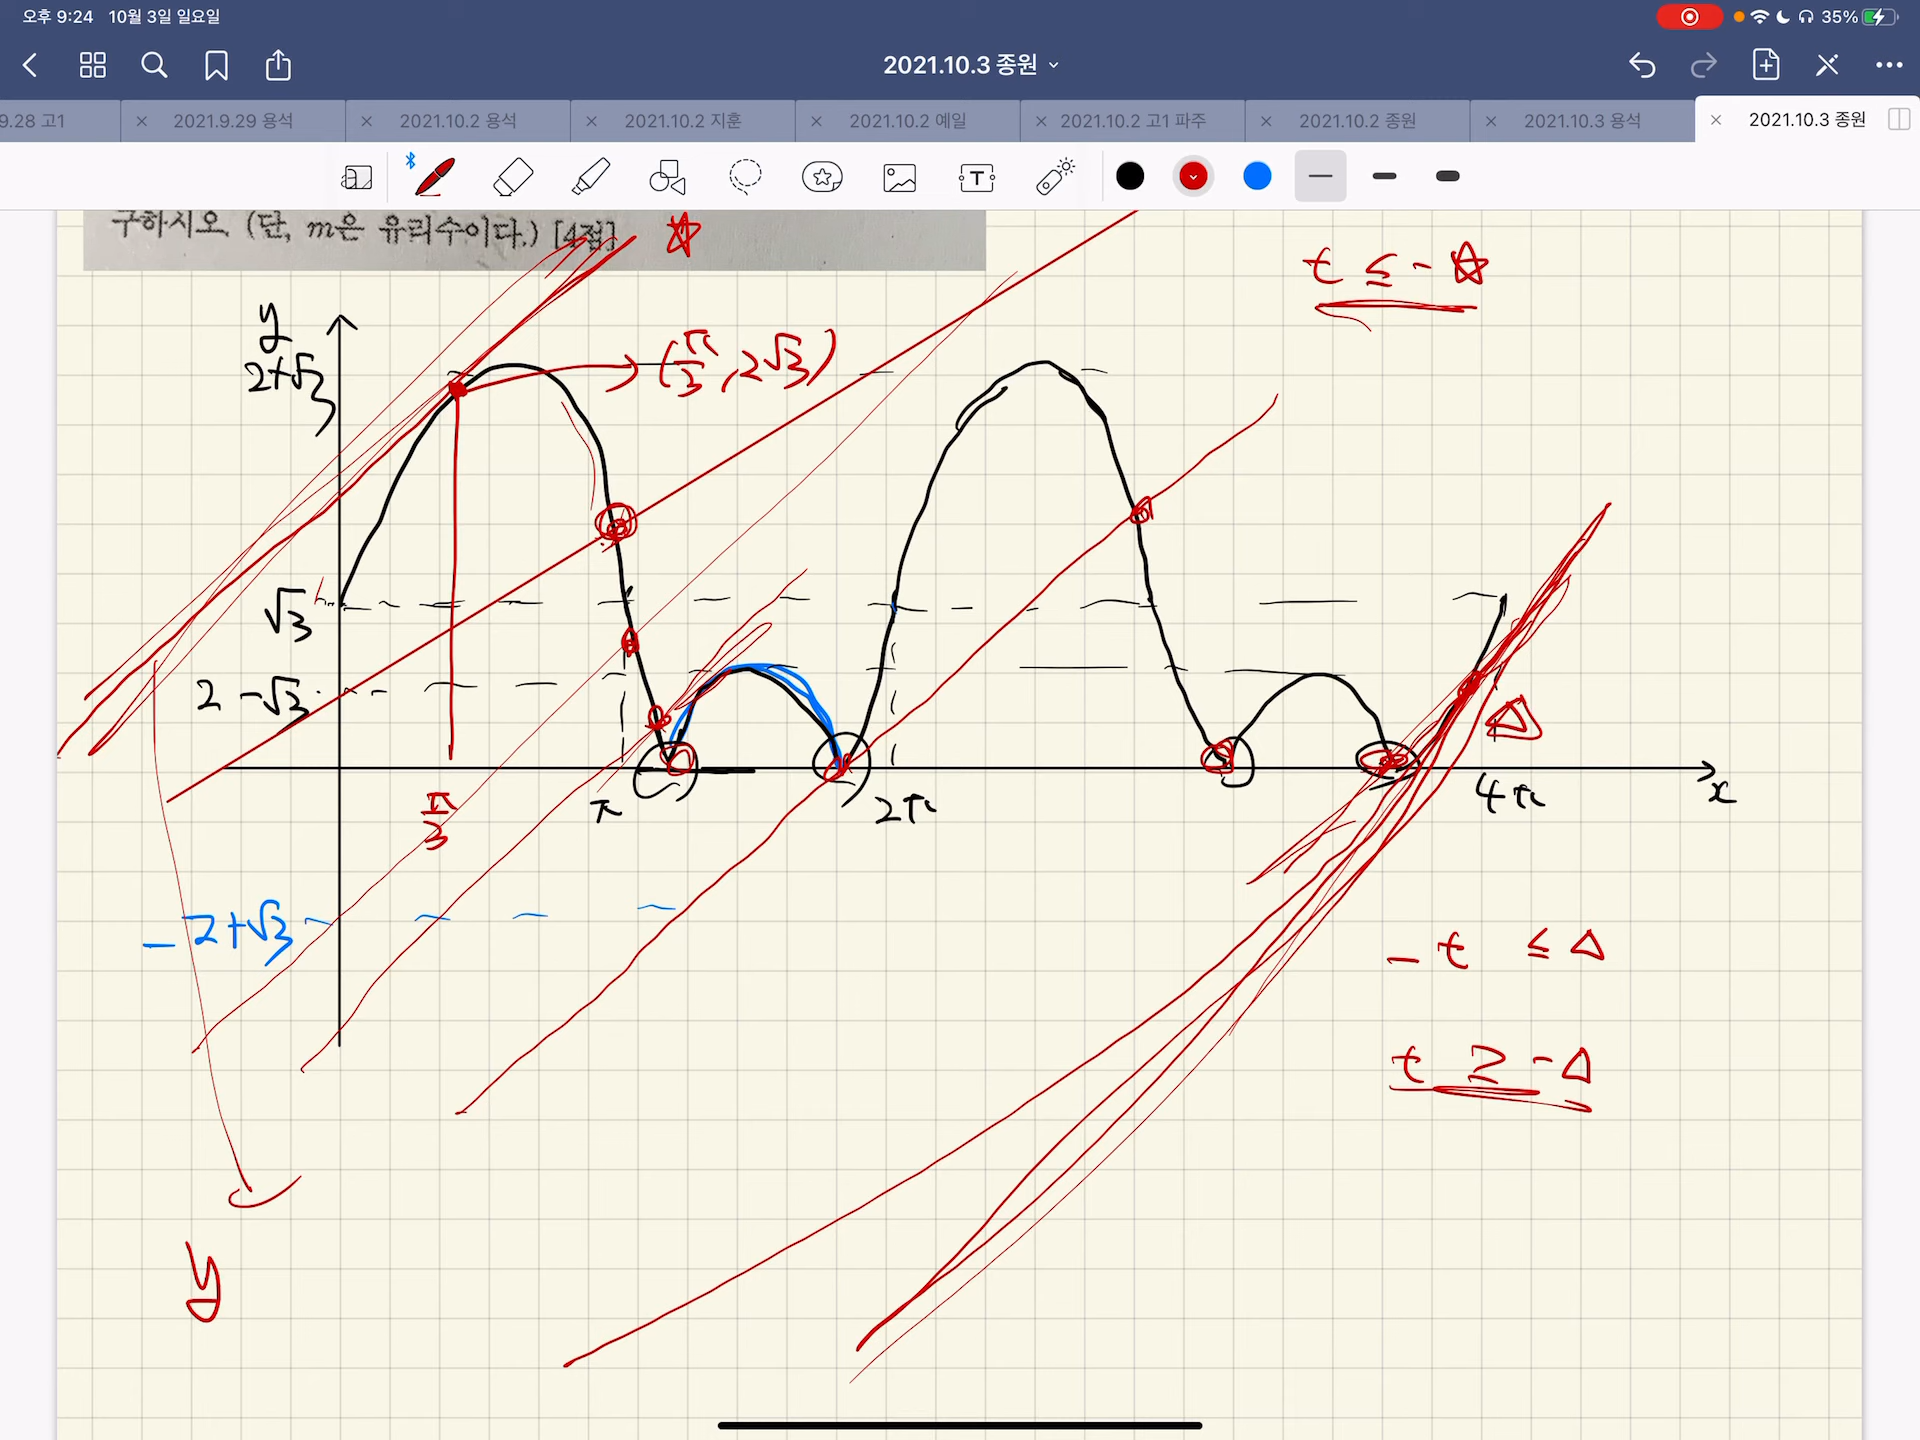 오후 9:24 10월 3일 일요일
35%
2021.10.3 종원
9.28 고1
2021.9.29 용석
2021.10.2 용석
2021.10.2 지훈
2021.10.2 예일
2021.10.2 고1 파주
2021.10.2 종원
2021.10.3 용석
2021.10.3 종원
구하시오. (단, m은 유리수이다.) [4점]
☆
t ≤ -☆
y
2+√3
(π/3, 2√3)
√3
2-√3
Δ
π/3
π
2π
4π
x
-2+√3
-t ≤ Δ
t ≥ -Δ
y